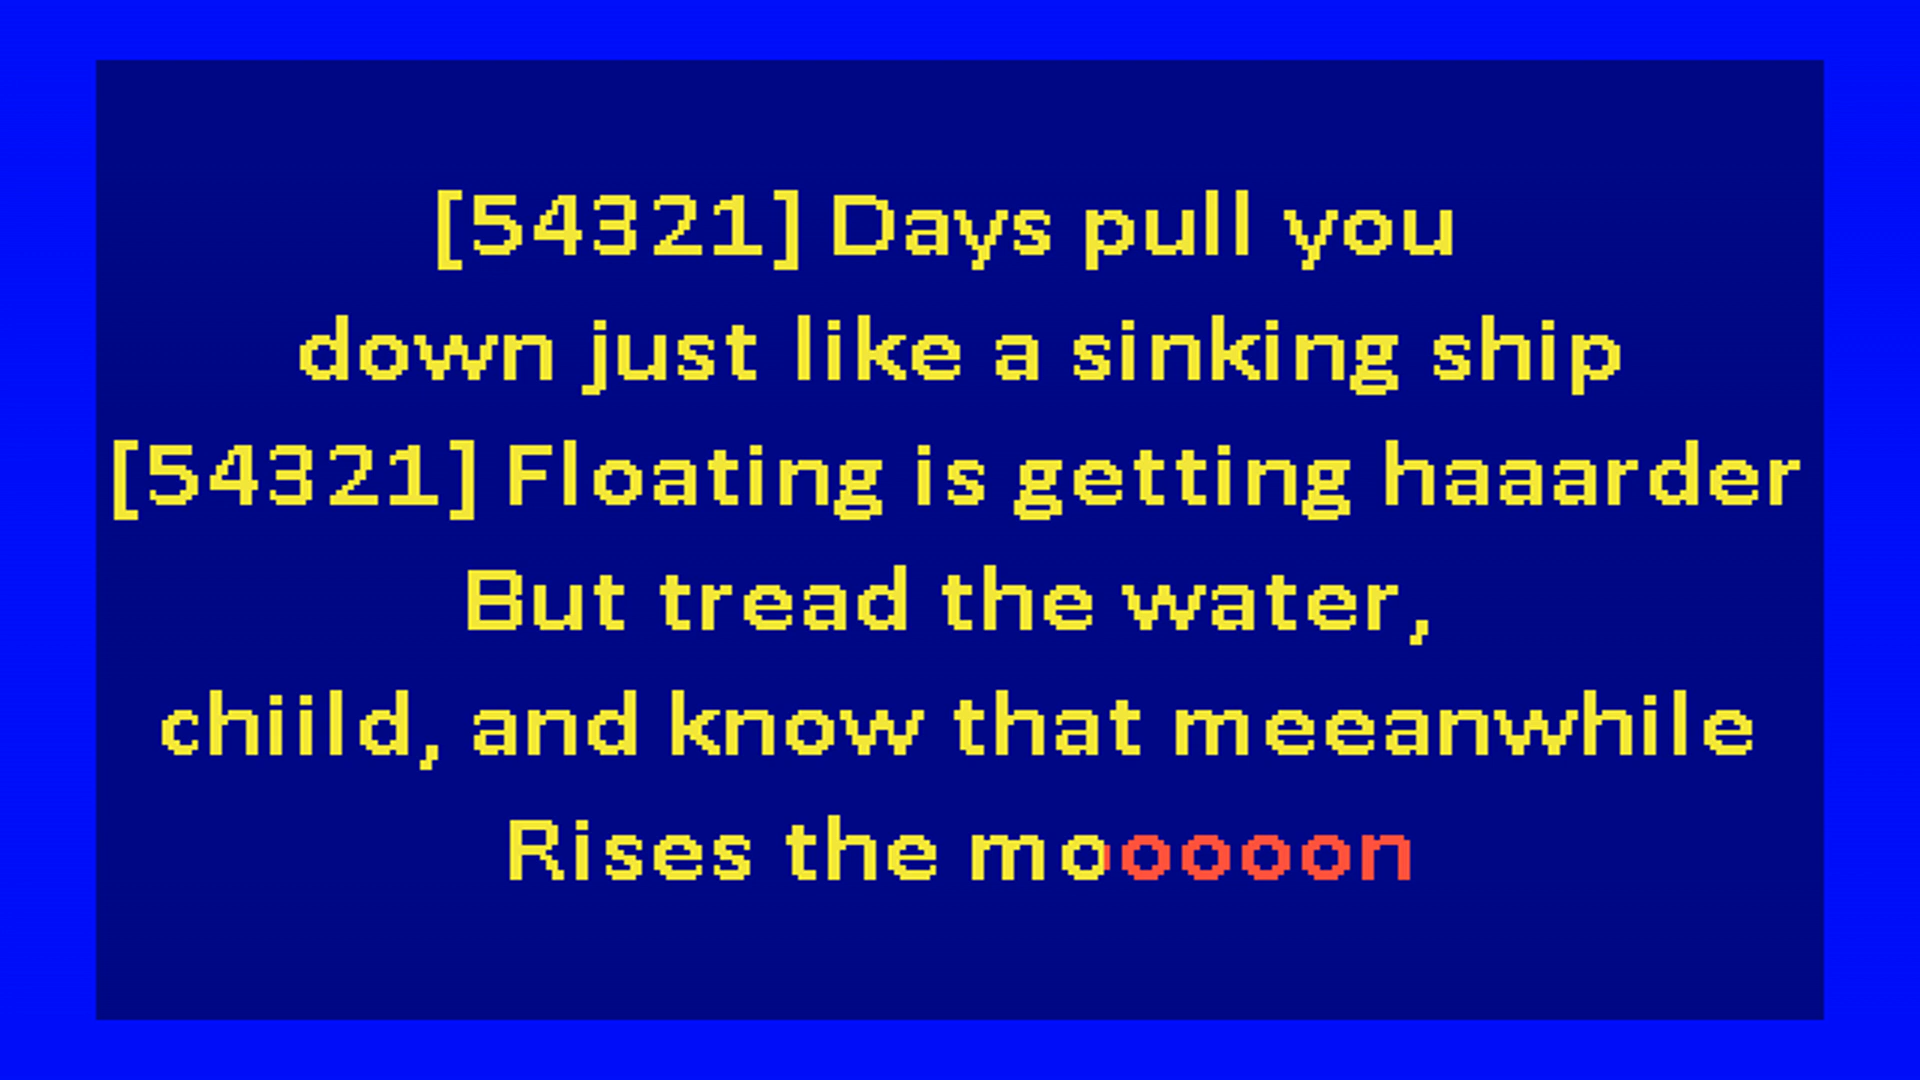 [54321] Days pull you
down just like a sinking ship
[54321] Floating is getting haaarder
But tread the water,
chiild, and know that meeanwhile
Rises the mooooon